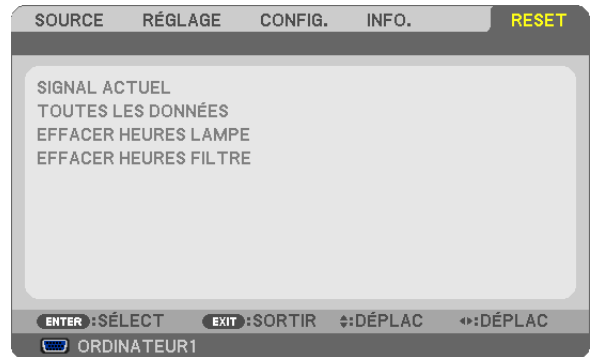 SOURCE RÉGLAGE CONFIG. INFO. RESET
SIGNAL ACTUEL
TOUTES LES DONNÉES
EFFACER HEURES LAMPE
EFFACER HEURES FILTRE
ENTER :SÉLECT EXIT :SORTIR :DÉPLAC :DÉPLAC
ORDINATEUR1